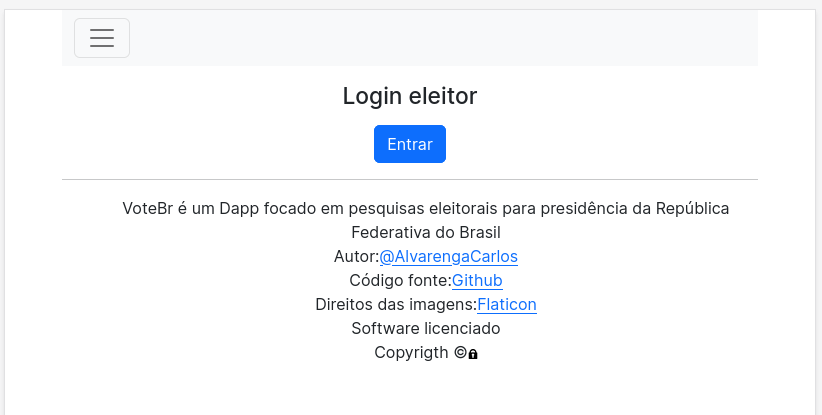 Login eleitor
Entrar
VoteBr é um Dapp focado em pesquisas eleitorais para presidência da República
Federativa do Brasil
Autor:@AlvarengaCarlos
Código fonte:Github
Direitos das imagens:Flaticon
Software licenciado
Copyrigth ©